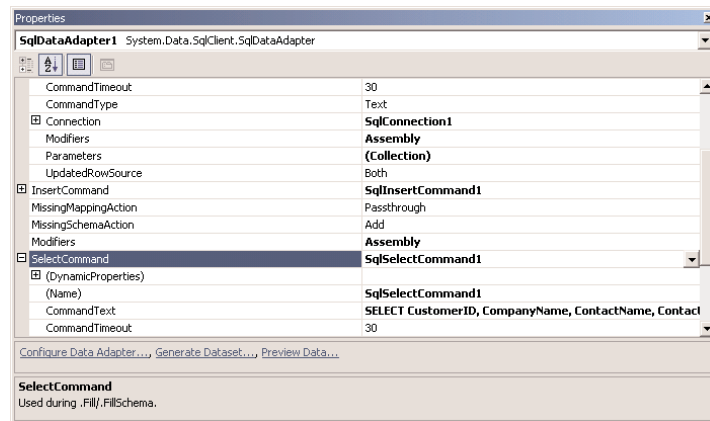 Properties
SqlDataAdapter1 System.Data.SqlClient.SqlDataAdapter
CommandTimeout 30
CommandType Text
Connection SqlConnection1
Modifiers Assembly
Parameters (Collection)
UpdatedRowSource Both
InsertCommand SqlInsertCommand1
MissingMappingAction Passthrough
MissingSchemaAction Add
Modifiers Assembly
SelectCommand SqlSelectCommand1
(DynamicProperties)
(Name) SqlSelectCommand1
CommandText SELECT CustomerID, CompanyName, ContactName, Contact
CommandTimeout 30
Configure Data Adapter..., Generate Dataset..., Preview Data...
SelectCommand
Used during .Fill/.FillSchema.